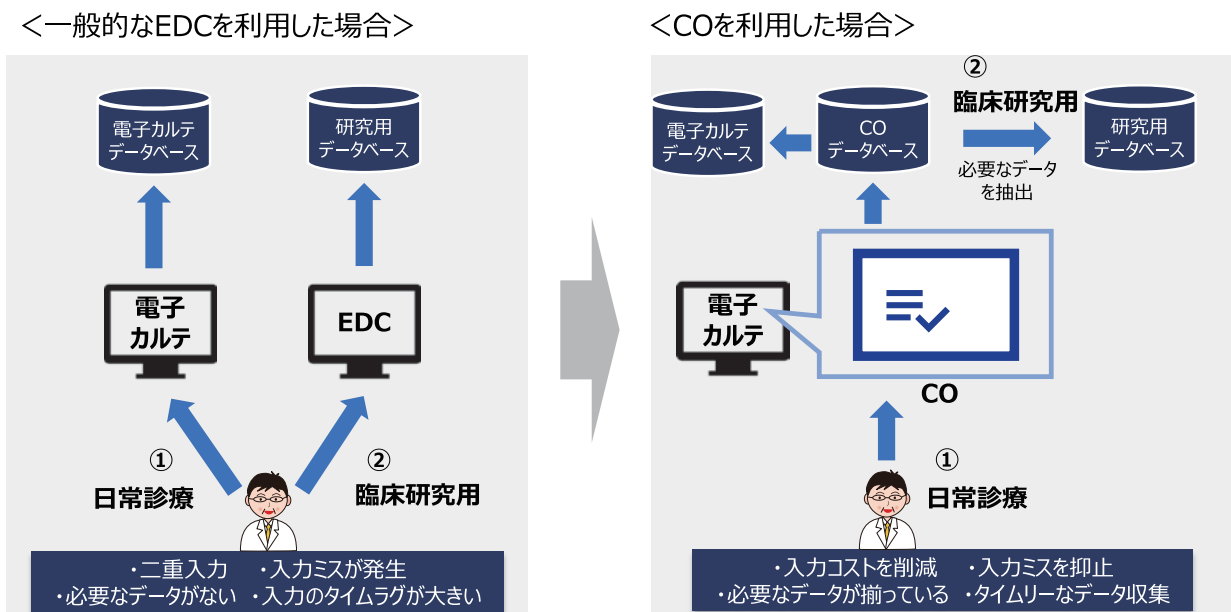 ＜一般的なEDCを利用した場合＞
電子カルテ
データベース
研究用
データベース
電子
カルテ
EDC
①
日常診療
②
臨床研究用
・二重入力　・入力ミスが発生
・必要なデータがない　・入力のタイムラグが大きい
＜COを利用した場合＞
②
臨床研究用
電子カルテ
データベース
CO
データベース
必要なデータ
を抽出
研究用
データベース
電子
カルテ
CO
①
日常診療
・入力コストを削減　・入力ミスを抑止
・必要なデータが揃っている　・タイムリーなデータ収集